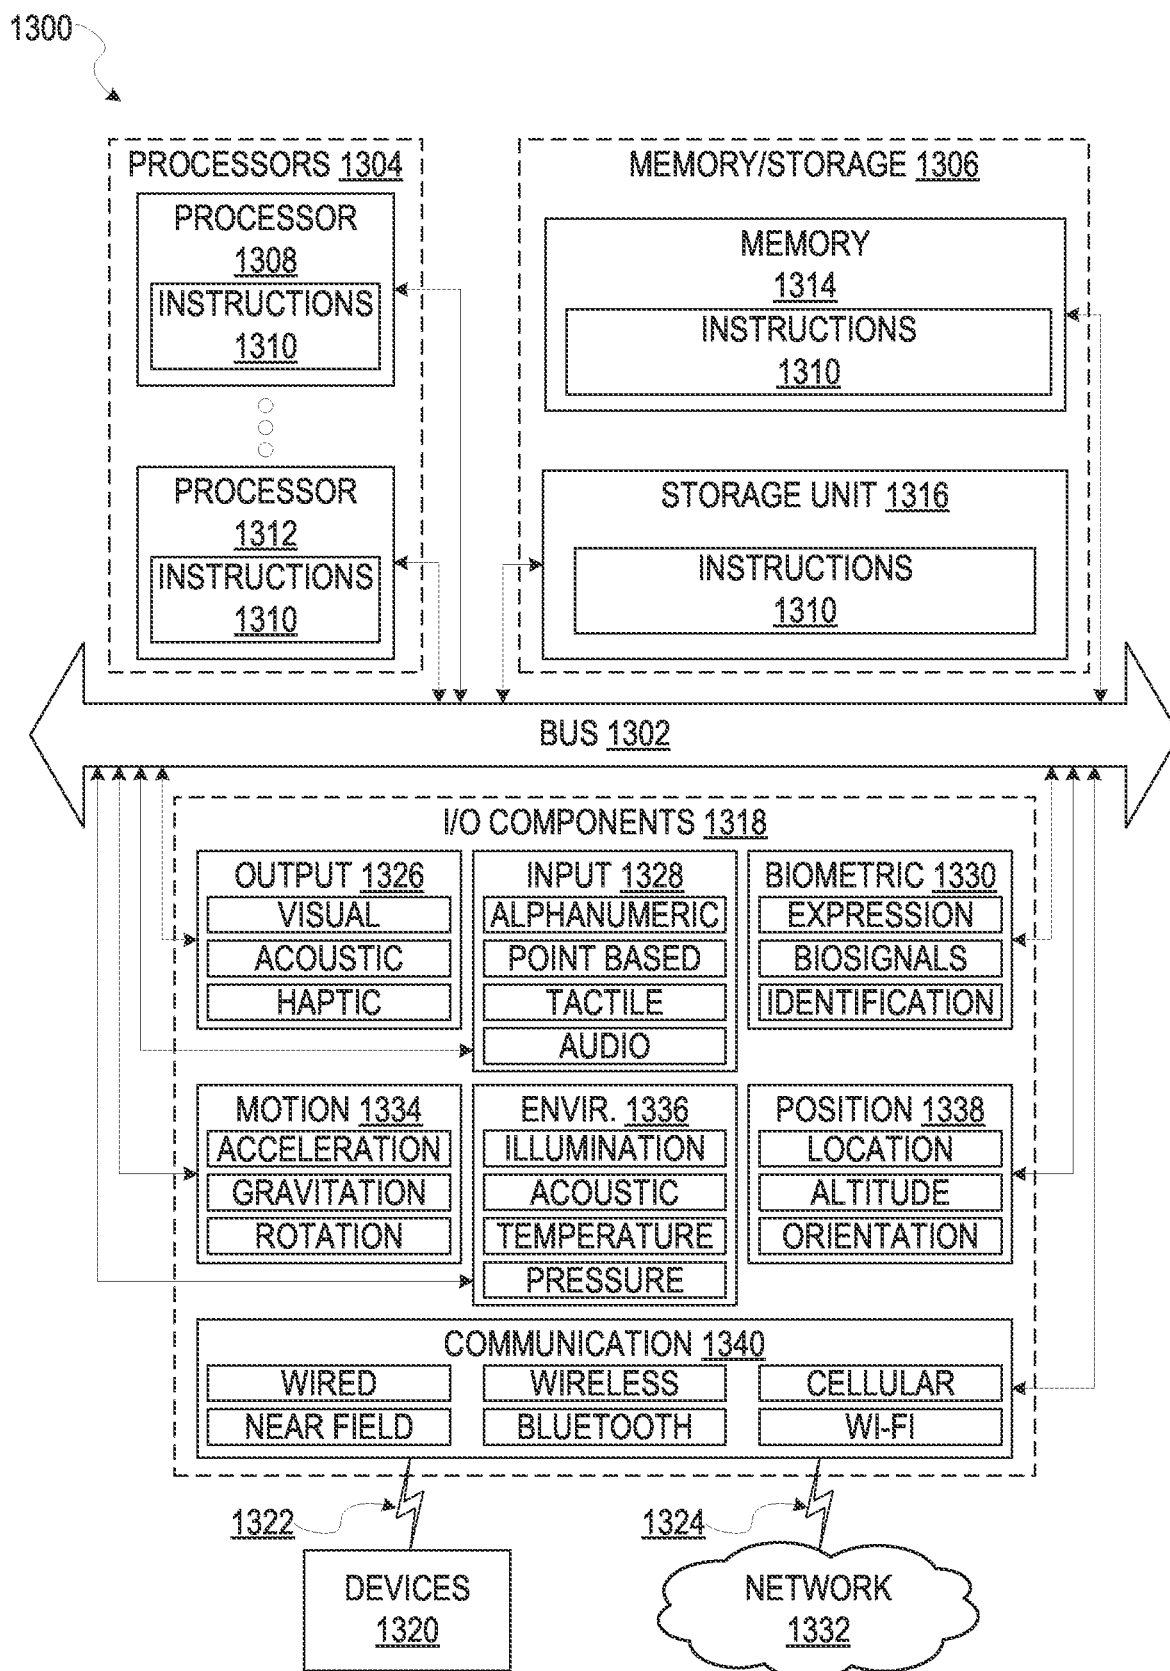 1300
PROCESSORS 1304
PROCESSOR
1308
INSTRUCTIONS
1310
PROCESSOR
1312
INSTRUCTIONS
1310
MEMORY/STORAGE 1306
MEMORY
1314
INSTRUCTIONS
1310
STORAGE UNIT 1316
INSTRUCTIONS
1310
BUS 1302
I/O COMPONENTS 1318
OUTPUT 1326
VISUAL
ACOUSTIC
HAPTIC
INPUT 1328
ALPHANUMERIC
POINT BASED
TACTILE
AUDIO
BIOMETRIC 1330
EXPRESSION
BIOSIGNALS
IDENTIFICATION
MOTION 1334
ACCELERATION
GRAVITATION
ROTATION
ENVIR. 1336
ILLUMINATION
ACOUSTIC
TEMPERATURE
PRESSURE
POSITION 1338
LOCATION
ALTITUDE
ORIENTATION
COMMUNICATION 1340
WIRED
WIRELESS
CELLULAR
NEAR FIELD
BLUETOOTH
WI-FI
1322
1324
DEVICES
1320
NETWORK
1332